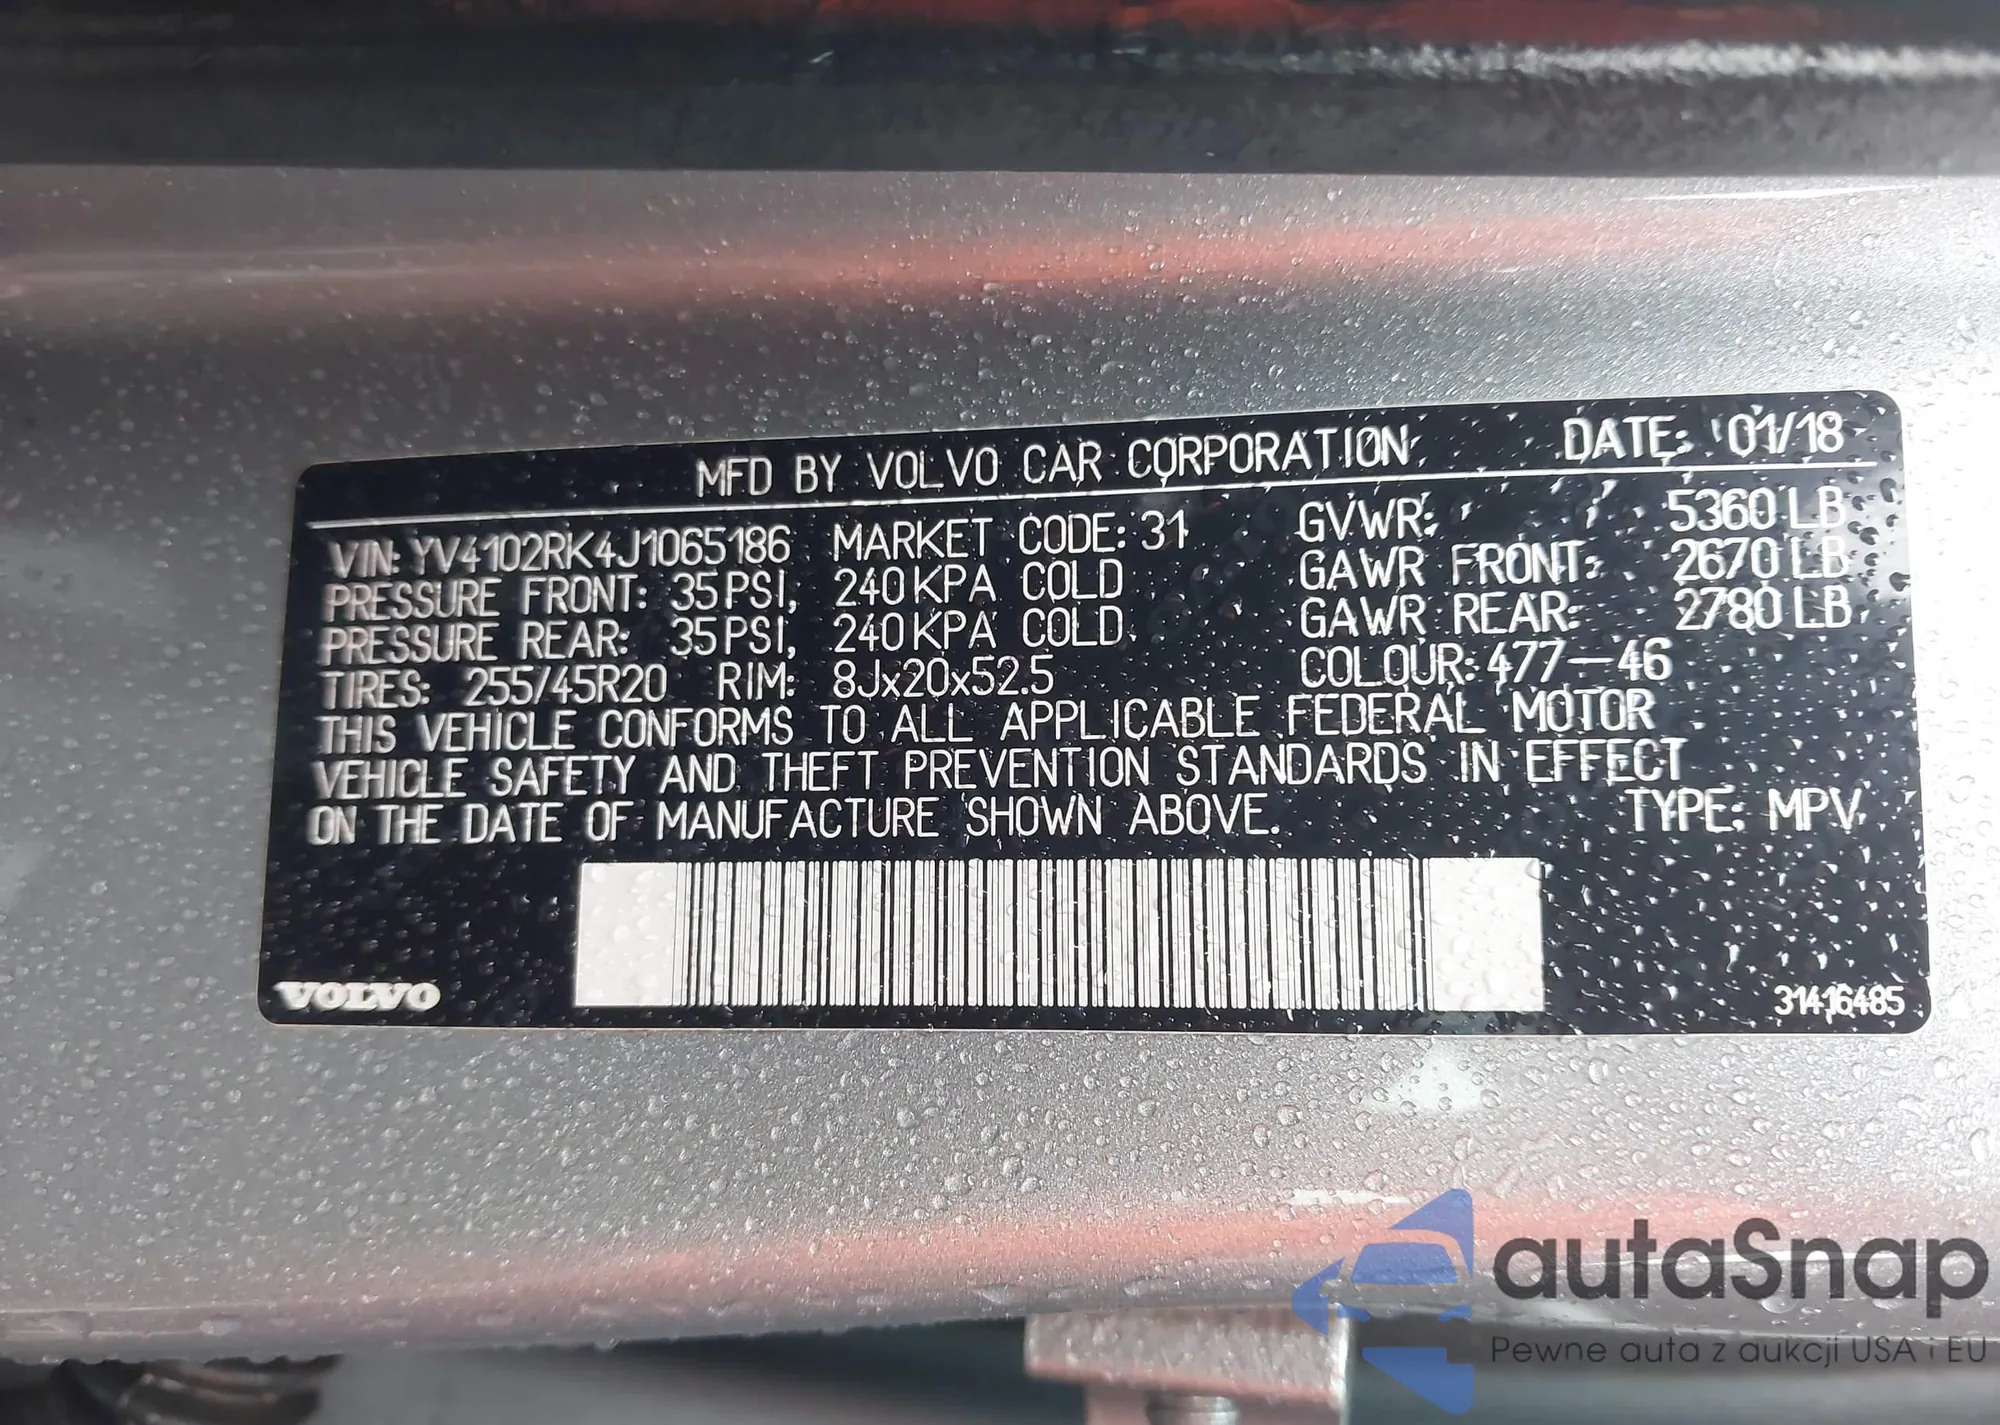 MFD BY VOLVO CAR CORPORATION DATE: 01/18
VIN: YV4102RK4J1065186 MARKET CODE: 31 GVWR: 5360 LB
PRESSURE FRONT: 35 PSI, 240 KPA COLD GAWR FRONT: 2670 LB
PRESSURE REAR: 35 PSI, 240 KPA COLD GAWR REAR: 2780 LB
TIRES: 255/45R20 RIM: 8Jx20x52.5 COLOUR: 477-46
THIS VEHICLE CONFORMS TO ALL APPLICABLE FEDERAL MOTOR
VEHICLE SAFETY AND THEFT PREVENTION STANDARDS IN EFFECT
ON THE DATE OF MANUFACTURE SHOWN ABOVE. TYPE: MPV
VOLVO 31416485
autaSnap
Pewne auta z aukcji USA i EU